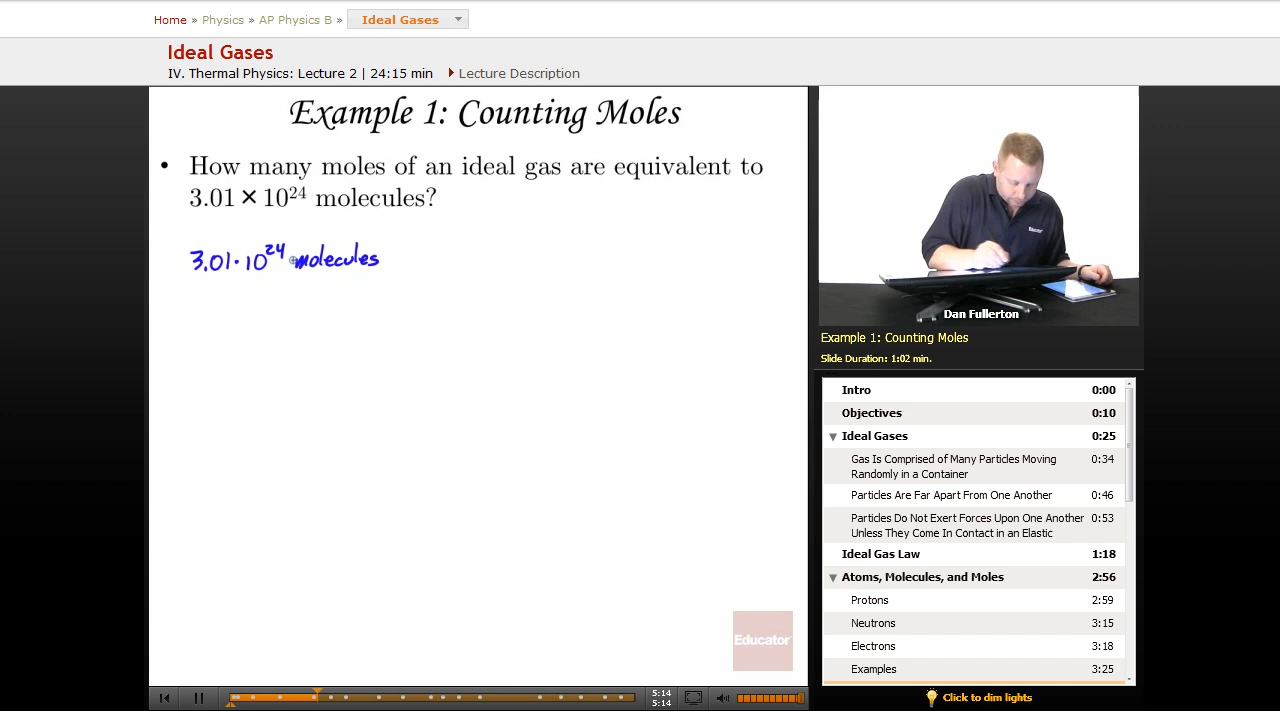 Home » Physics » AP Physics B » Ideal Gases
Ideal Gases
IV. Thermal Physics: Lecture 2 | 24:15 min Lecture Description
Example 1: Counting Moles
• How many moles of an ideal gas are equivalent to
3.01 × 10²⁴ molecules?
3.01 · 10²⁴ molecules
Educator
Dan Fullerton
Example 1: Counting Moles
Slide Duration: 1:02 min.
Intro 0:00
Objectives 0:10
Ideal Gases 0:25
Gas Is Comprised of Many Particles Moving 0:34
Randomly in a Container
Particles Are Far Apart From One Another 0:46
Particles Do Not Exert Forces Upon One Another 0:53
Unless They Come In Contact in an Elastic
Ideal Gas Law 1:18
Atoms, Molecules, and Moles 2:56
Protons 2:59
Neutrons 3:15
Electrons 3:18
Examples 3:25
5:14
5:14
Click to dim lights